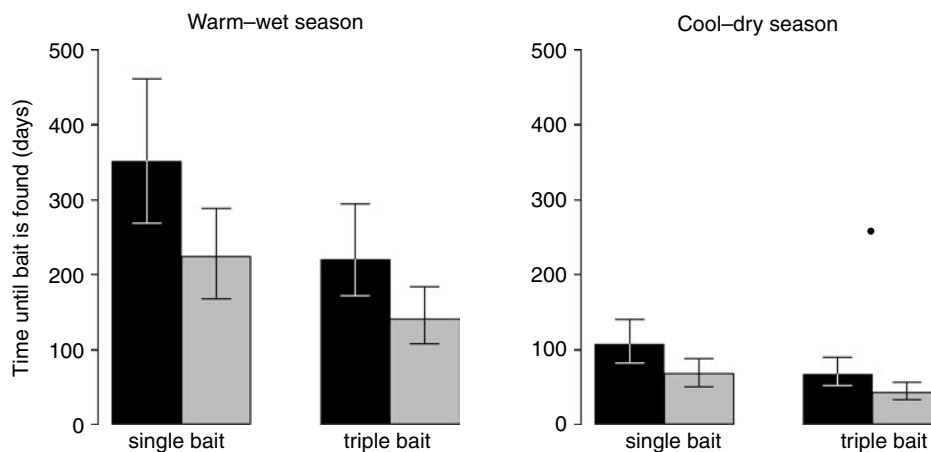 Warm–wet season
Cool–dry season
Time until bait is found (days)
500
400
300
200
100
0
single bait
triple bait
500
400
300
200
100
0
single bait
triple bait